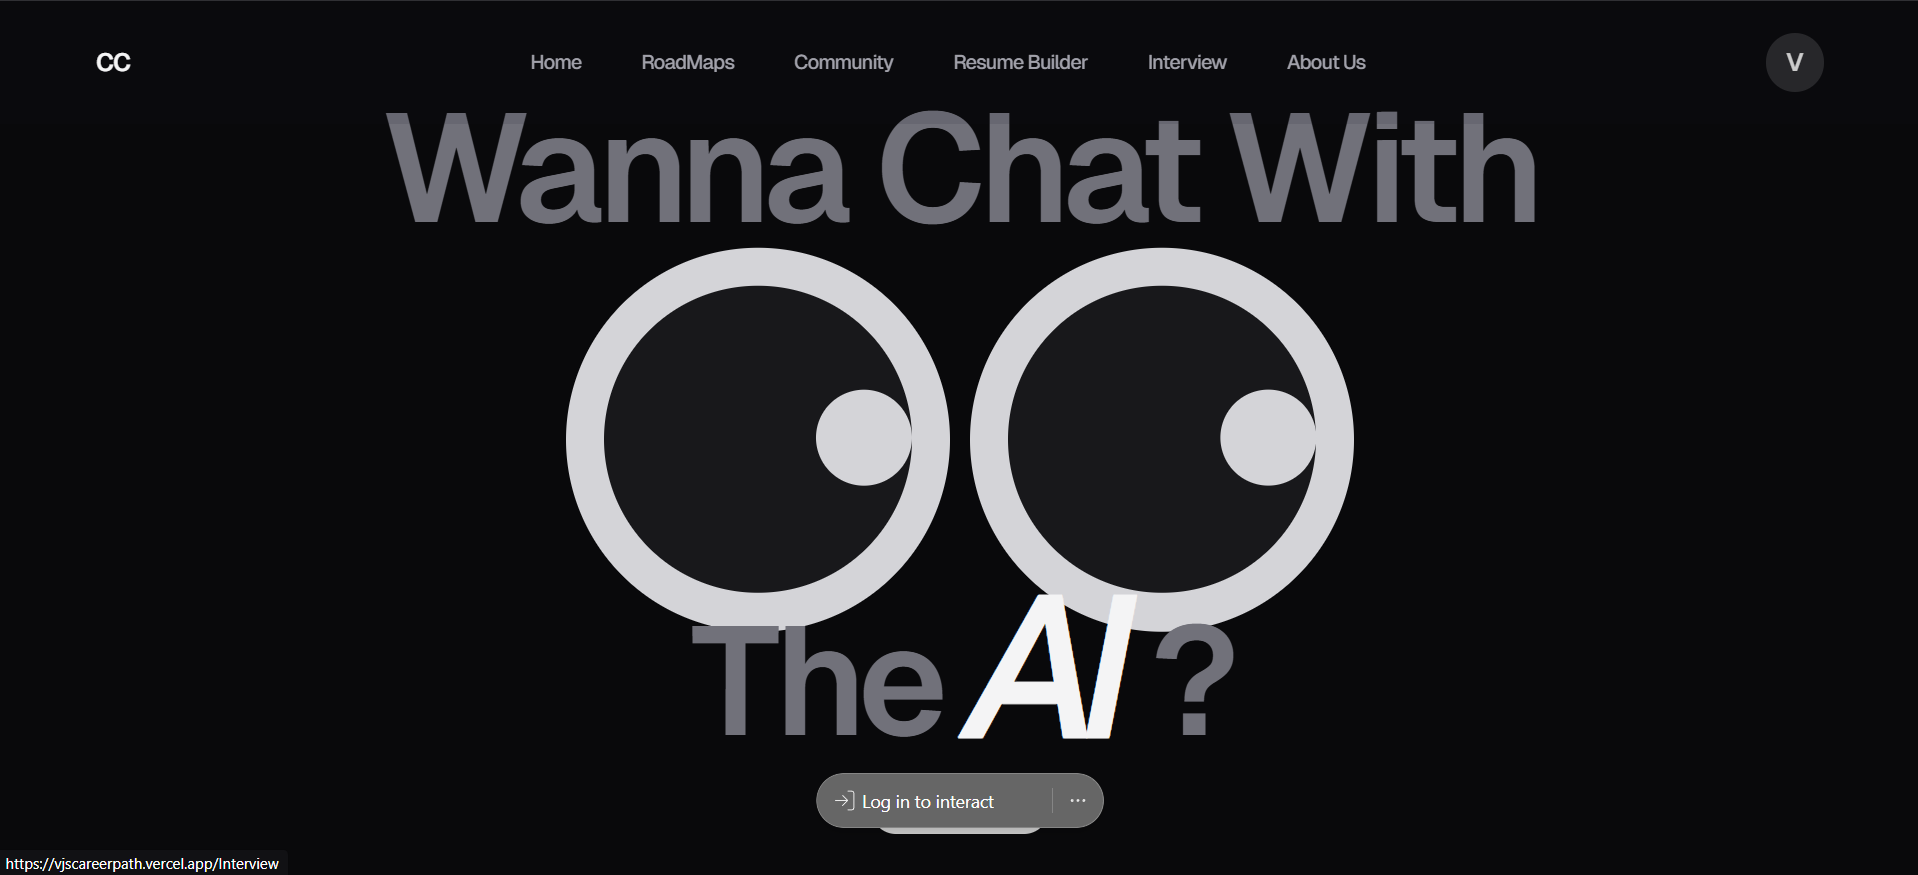 CC
Home RoadMaps Community Resume Builder Interview About Us
V
Wanna Chat With
The AI ?
Log in to interact
https://vjscareerpath.vercel.app/Interview